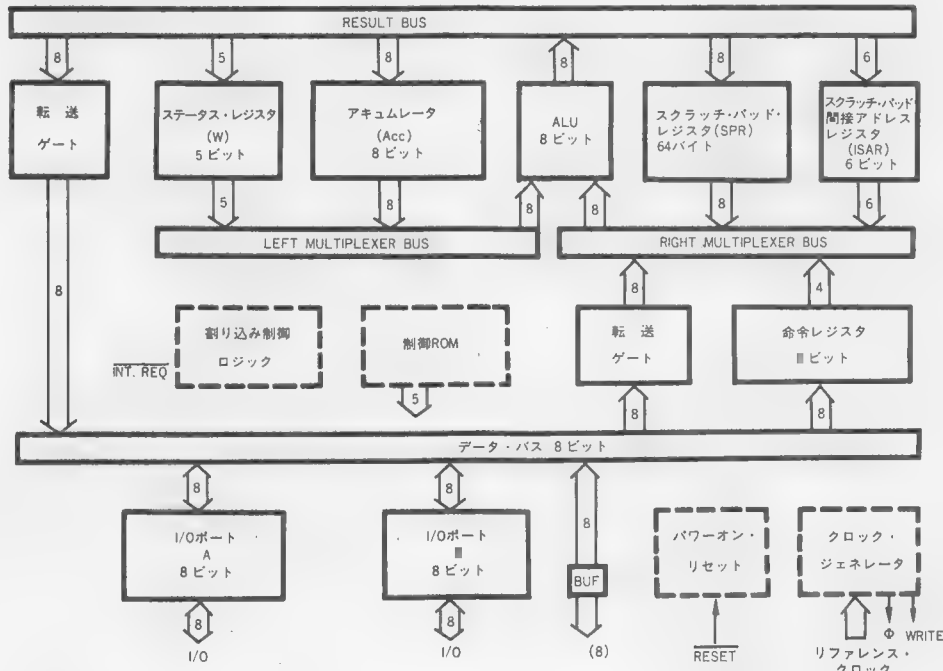 RESULT BUS
8
5
8
8
8
6
転送
ゲート
ステータス・レジスタ
(W)
5ビット
アキュムレータ
(Acc)
8ビット
ALU
8ビット
スクラッチ・パッド・
レジスタ(SPR)
64バイト
スクラッチ・パッド・
間接アドレス
レジスタ
(ISAR)
6ビット
5
8
8
8
8
6
LEFT MULTIPLEXER BUS
RIGHT MULTIPLEXER BUS
8
8
4
割り込み制御
ロジック
INT. REQ
制御ROM
転送
ゲート
命令レジスタ
ビット
5
8
8
データ・バス 8ビット
8
8
8
I/Oポート
A
8ビット
I/Oポート
8ビット
BUF
パワーオン・
リセット
クロック・
ジェネレータ
8
8
I/O
I/O
(8)
RESET
Φ WRITE
リファレンス・
クロック